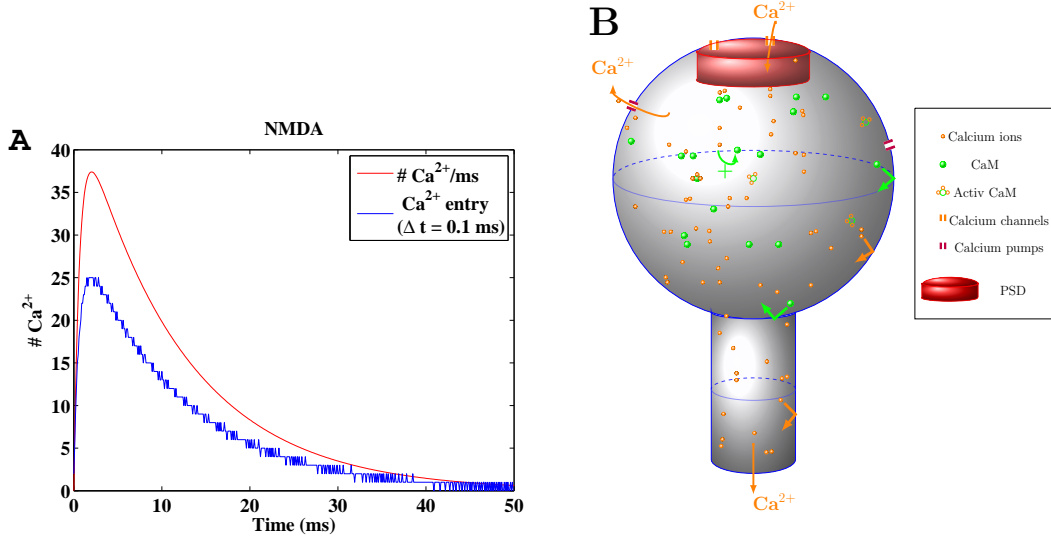 A
NMDA
# Ca²⁺/ms
Ca²⁺ entry
(Δ t = 0.1 ms)
# Ca²⁺
40
35
30
25
20
15
10
5
0
0 10 20 30 40 50
Time (ms)
B
Ca²⁺
Ca²⁺
+
Ca²⁺
Calcium ions
CaM
Activ CaM
Calcium channels
Calcium pumps
PSD